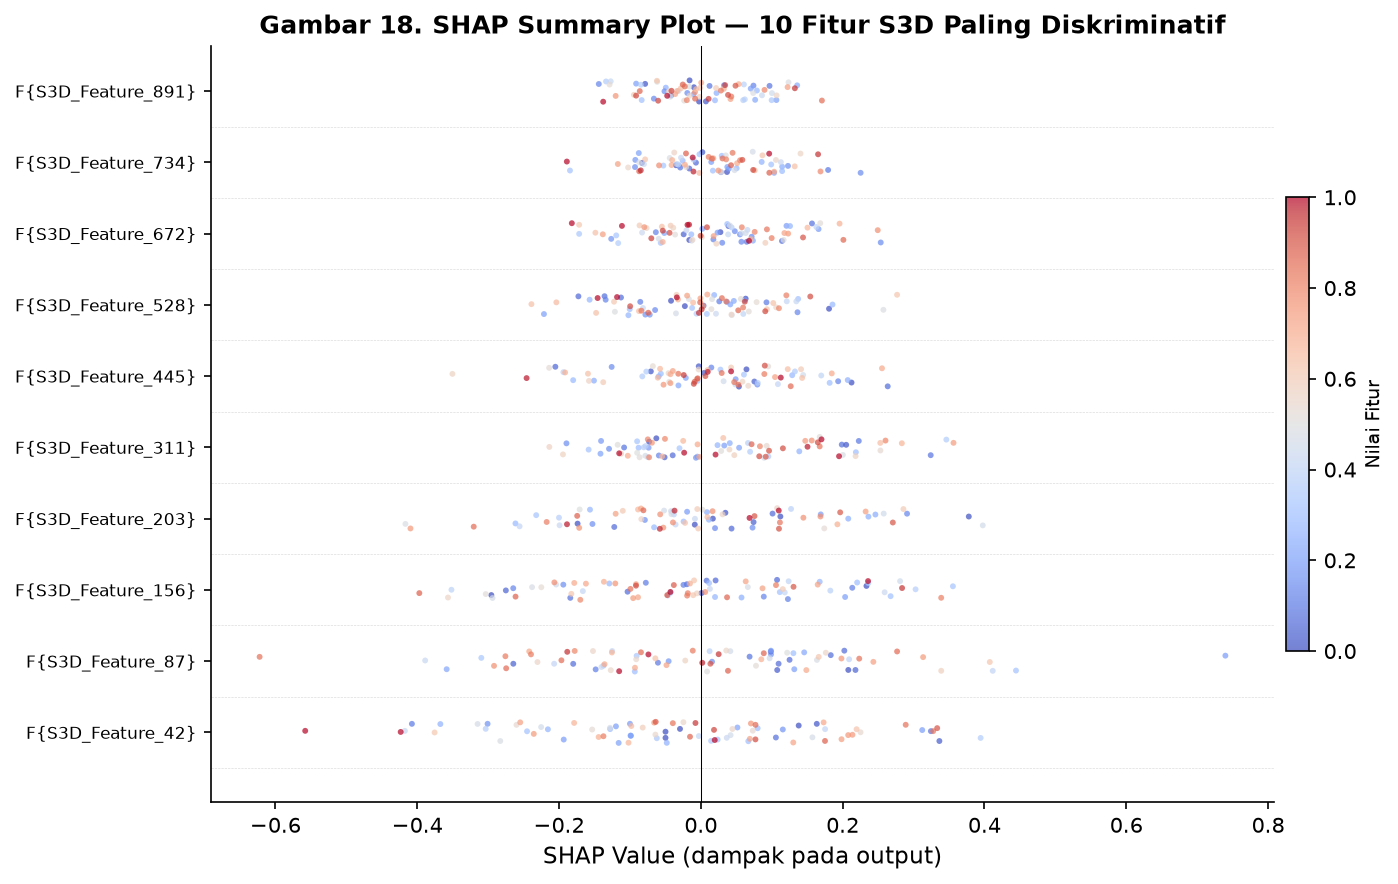 Gambar 18. SHAP Summary Plot — 10 Fitur S3D Paling Diskriminatif
F{S3D_Feature_891}
F{S3D_Feature_734}
F{S3D_Feature_672}
F{S3D_Feature_528}
F{S3D_Feature_445}
F{S3D_Feature_311}
F{S3D_Feature_203}
F{S3D_Feature_156}
F{S3D_Feature_87}
F{S3D_Feature_42}
−0.6 −0.4 −0.2 0.0 0.2 0.4 0.6 0.8
SHAP Value (dampak pada output)
1.0
0.8
0.6
0.4
0.2
0.0
Nilai Fitur